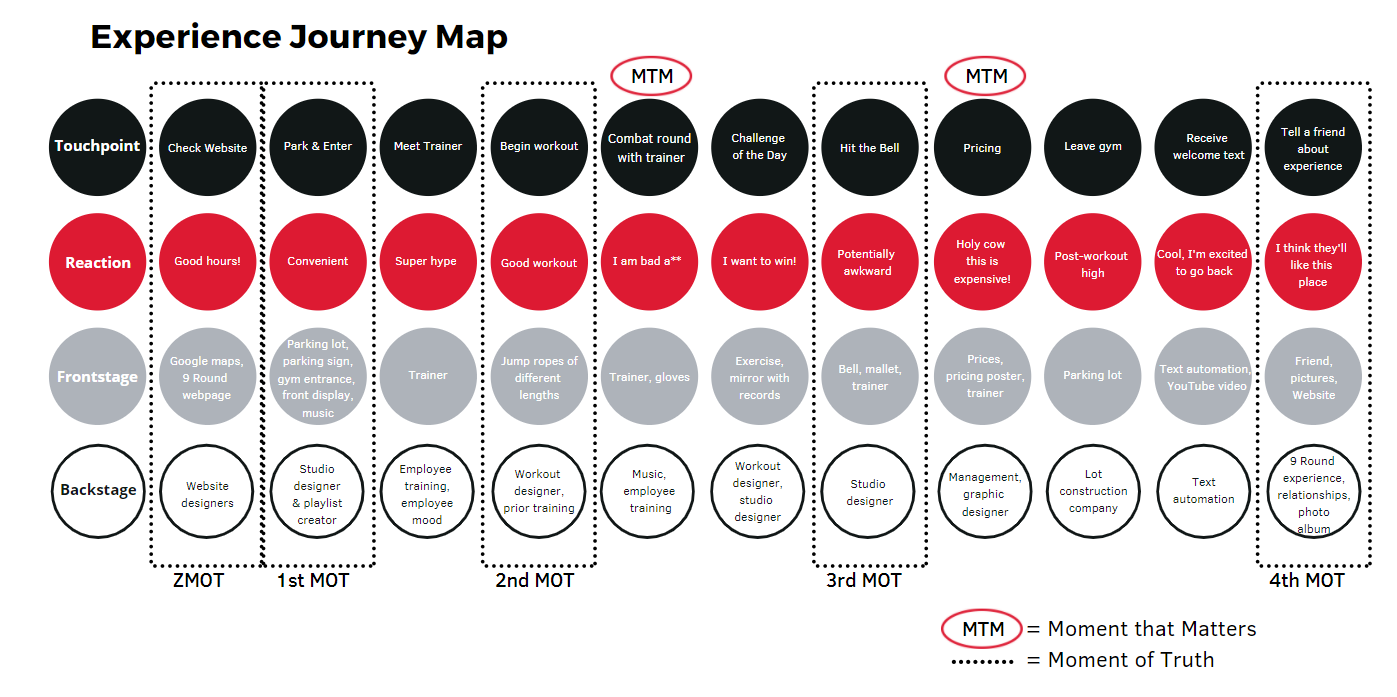 Experience Journey Map
MTM
MTM
Touchpoint
Check Website
Park & Enter
Meet Trainer
Begin workout
Combat round
with trainer
Challenge
of the Day
Hit the Bell
Pricing
Leave gym
Receive
welcome text
Tell a friend
about
experience
Reaction
Good hours!
Convenient
Super hype
Good workout
I am bad a**
I want to win!
Potentially
awkward
Holy cow
this is
expensive!
Post-workout
high
Cool, I'm excited
to go back
I think they'll
like this
place
Frontstage
Google maps,
9 Round
webpage
Parking lot,
parking sign,
gym entrance,
front display,
music
Trainer
Jump ropes of
different
lengths
Trainer, gloves
Exercise,
mirror with
records
Bell, mallet,
trainer
Prices,
pricing poster,
trainer
Parking lot
Text automation,
YouTube video
Friend,
pictures,
Website
Backstage
Website
designers
Studio
designer
& playlist
creator
Employee
training,
employee
mood
Workout
designer,
prior training
Music,
employee
training
Workout
designer,
studio
designer
Studio
designer
Management,
graphic
designer
Lot
construction
company
Text
automation
9 Round
experience,
relationships,
photo
album
ZMOT
1st MOT
2nd MOT
3rd MOT
4th MOT
MTM = Moment that Matters
= Moment of Truth